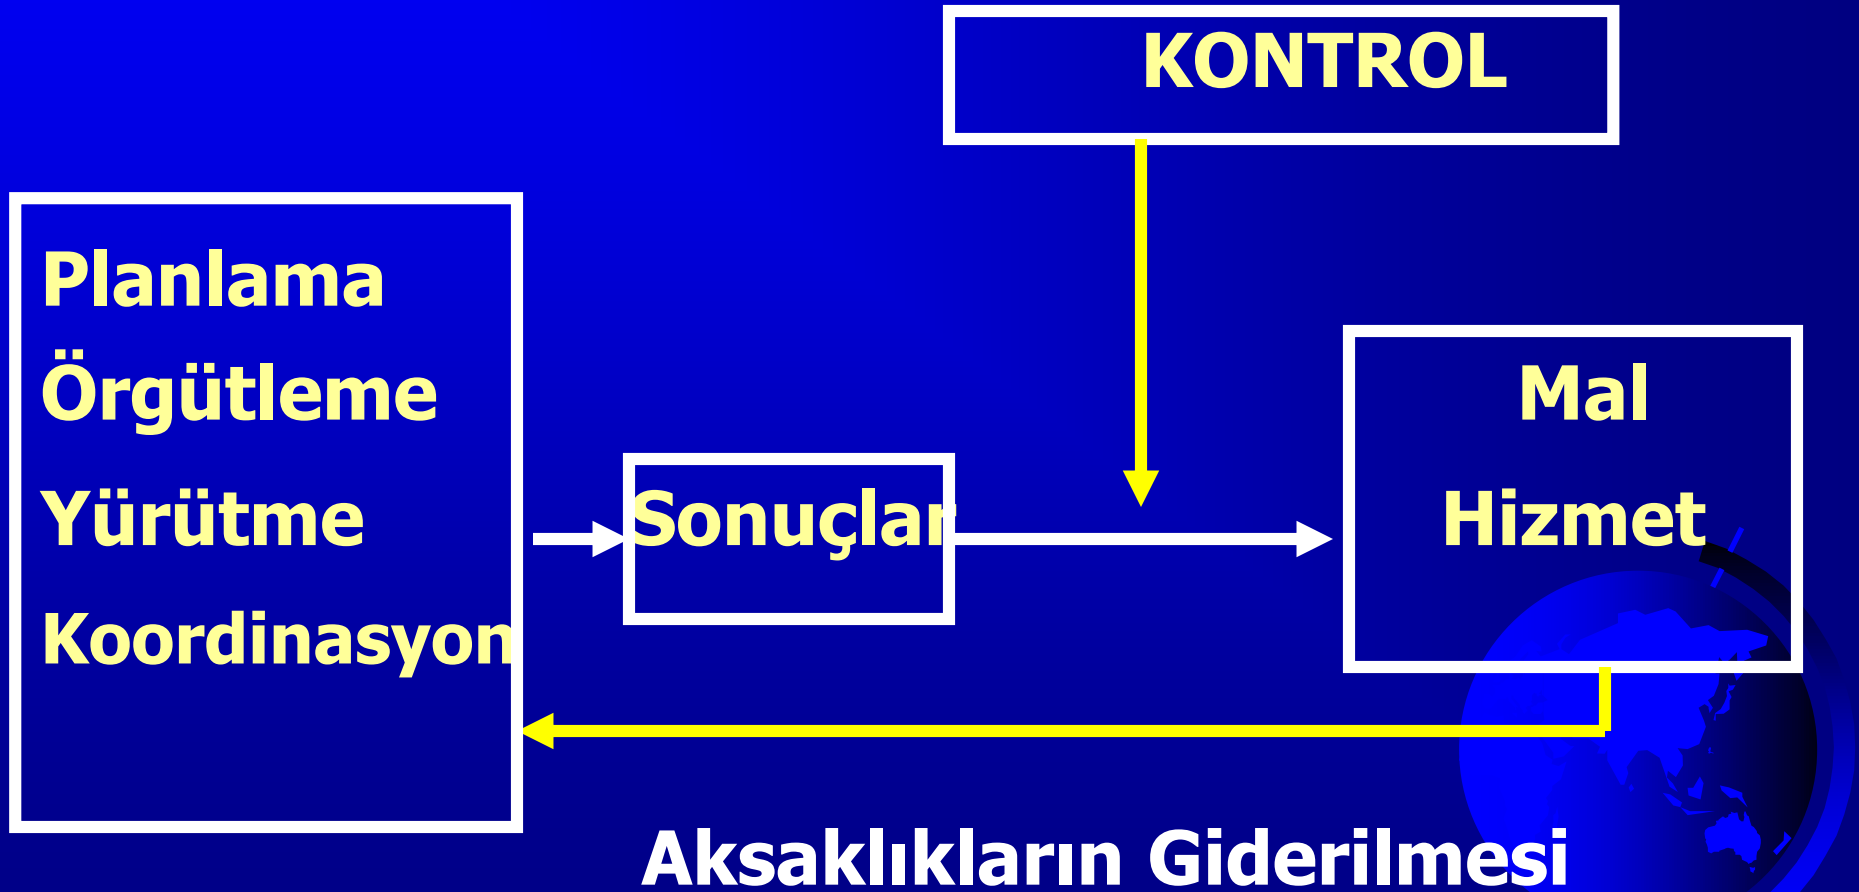 KONTROL
Planlama
Örgütleme
Yürütme
Koordinasyon
Sonuçlar
Mal
Hizmet
Aksaklıkların Giderilmesi